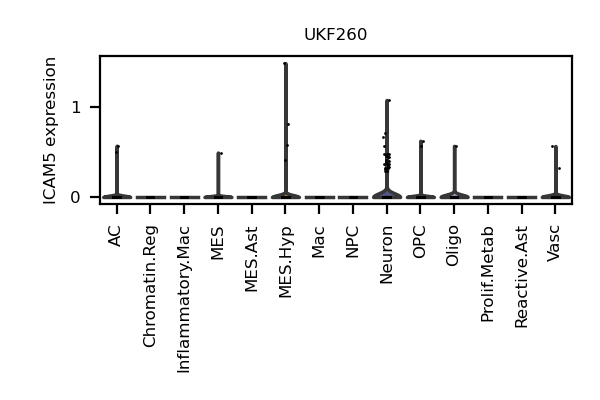 UKF260
ICAM5 expression
1
0
AC
Chromatin.Reg
Inflammatory.Mac
MES
MES.Ast
MES.Hyp
Mac
NPC
Neuron
OPC
Oligo
Prolif.Metab
Reactive.Ast
Vasc